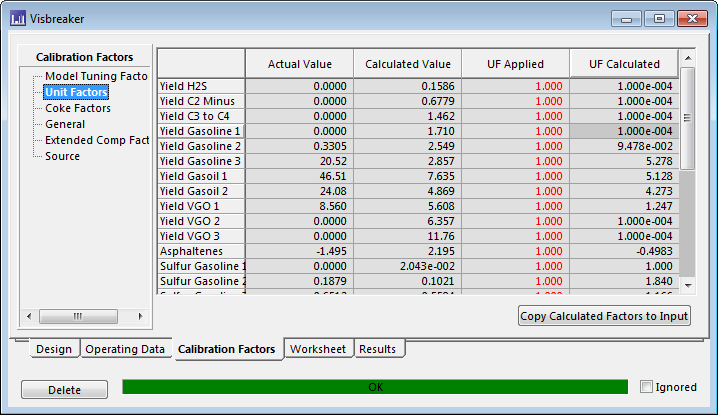 Visbreaker
Calibration Factors
Model Tuning Facto
Unit Factors
Coke Factors
General
Extended Comp Fact
Source
Actual Value Calculated Value UF Applied UF Calculated
Yield H2S 0.0000 0.1586 1.000 1.000e-004
Yield C2 Minus 0.0000 0.6779 1.000 1.000e-004
Yield C3 to C4 0.0000 1.462 1.000 1.000e-004
Yield Gasoline 1 0.0000 1.710 1.000 1.000e-004
Yield Gasoline 2 0.3305 2.549 1.000 9.478e-002
Yield Gasoline 3 20.52 2.857 1.000 5.278
Yield Gasoil 1 46.51 7.635 1.000 5.128
Yield Gasoil 2 24.08 4.869 1.000 4.273
Yield VGO 1 8.560 5.608 1.000 1.247
Yield VGO 2 0.0000 6.357 1.000 1.000e-004
Yield VGO 3 0.0000 11.76 1.000 1.000e-004
Asphaltenes -1.495 2.195 1.000 -0.4983
Sulfur Gasoline 1 0.0000 2.043e-002 1.000 1.000
Sulfur Gasoline 2 0.1879 0.1021 1.000 1.840
Copy Calculated Factors to Input
Design Operating Data Calibration Factors Worksheet Results
Delete OK Ignored